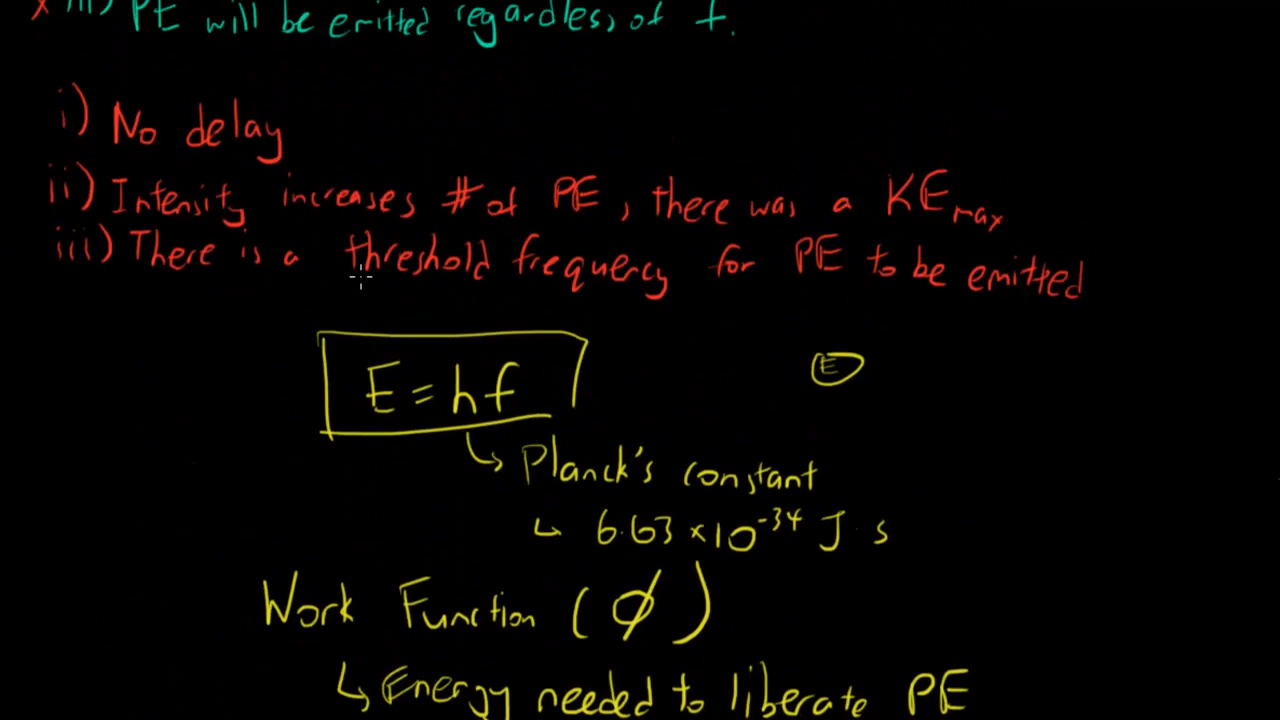 x iii) PE will be emitted regardless of f.
i) No delay
ii) Intensity increases # of PE, there was a KEmax
iii) There is a threshold frequency for PE to be emitted
E = hf
E
↳ Planck's constant
↳ 6.63 × 10⁻³⁴ J·s
Work Function (ϕ)
↳ Energy needed to liberate PE